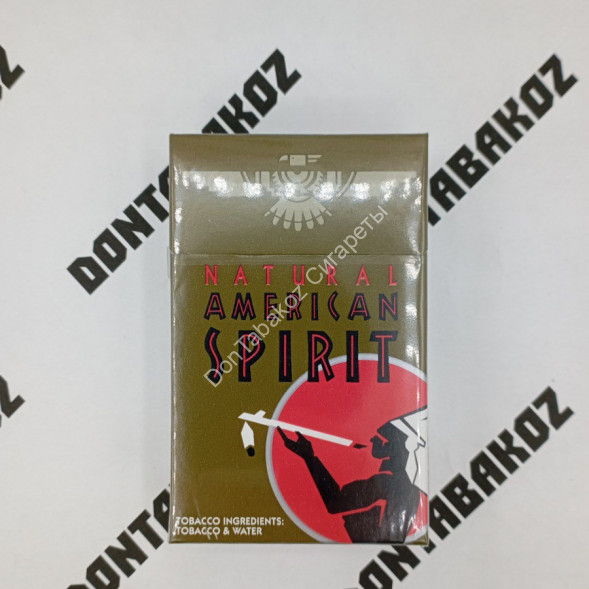 DONTABAKOZ
DONTABAKOZ
NATURAL
AMERICAN
SPIRIT
DonTabakoz Сигареты
TOBACCO INGREDIENTS:
TOBACCO & WATER
DONTABAKOZ
DONTABAKOZ